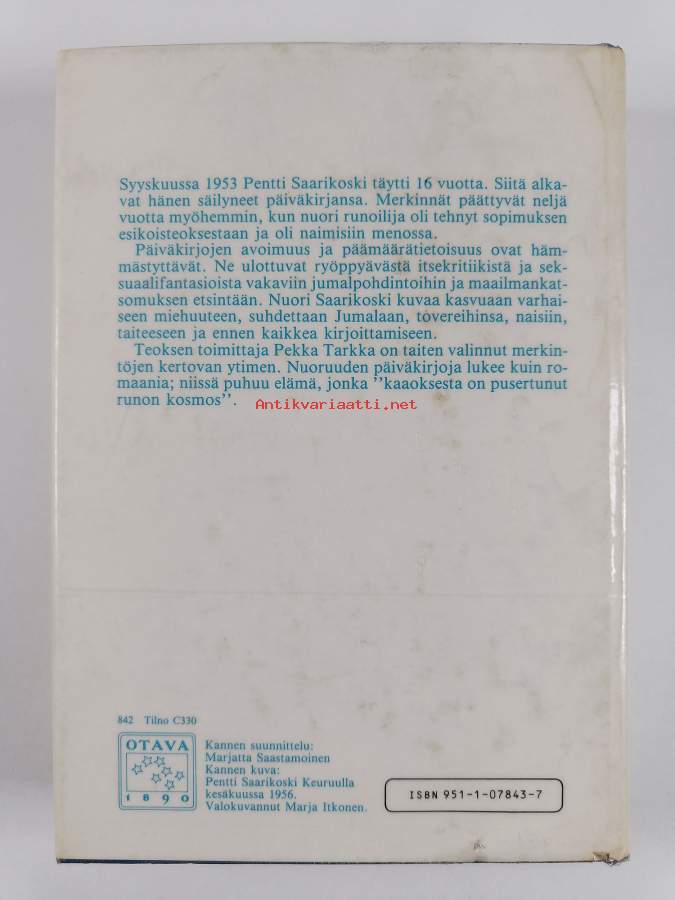 Syyskuussa 1953 Pentti Saarikoski täytti 16 vuotta. Siitä alka-
vat hänen säilyneet päiväkirjansa. Merkinnät päättyvät neljä
vuotta myöhemmin, kun nuori runoilija oli tehnyt sopimuksen
esikoisteoksestaan ja oli naimisiin menossa.
Päiväkirjojen avoimuus ja päämäärätietoisuus ovat häm-
mästyttävät. Ne ulottuvat ryöppyävästä itsekritiikistä ja sek-
suaalifantasioista vakaviin jumalpohdintoihin ja maailmankat-
somuksen etsintään. Nuori Saarikoski kuvaa kasvuaan varhai-
seen miehuuteen, suhdettaan Jumalaan, tovereihinsa, naisiin,
taiteeseen ja ennen kaikkea kirjoittamiseen.
Teoksen toimittaja Pekka Tarkka on taiten valinnut merkin-
töjen kertovan ytimen. Nuoruuden päiväkirjoja lukee kuin ro-
maania; niissä puhuu elämä, jonka ”kaaoksesta on pusertunut
runon kosmos”.
Antikvariaatti.net
842 Tilno C330
OTAVA
1890
Kannen suunnittelu:
Marjatta Saastamoinen
Kannen kuva:
Pentti Saarikoski Keuruulla
kesäkuussa 1956.
Valokuvannut Marja Itkonen.
ISBN 951-1-07843-7